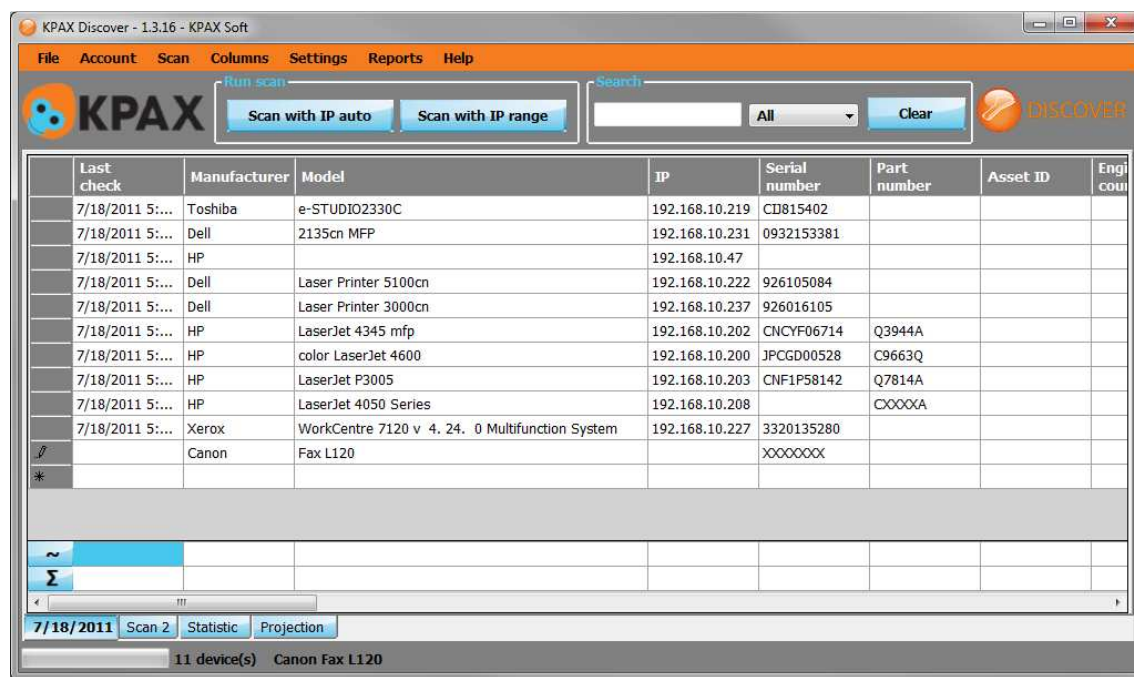 KPAX Discover - 1.3.16 - KPAX Soft
File Account Scan Columns Settings Reports Help
Run scan Search
KPAX Scan with IP auto Scan with IP range All Clear DISCOVER
Last check Manufacturer Model IP Serial number Part number Asset ID Engi cour
7/18/2011 5:... Toshiba e-STUDIO2330C 192.168.10.219 CIJ815402
7/18/2011 5:... Dell 2135cn MFP 192.168.10.231 0932153381
7/18/2011 5:... HP 192.168.10.47
7/18/2011 5:... Dell Laser Printer 5100cn 192.168.10.222 926105084
7/18/2011 5:... Dell Laser Printer 3000cn 192.168.10.237 926016105
7/18/2011 5:... HP LaserJet 4345 mfp 192.168.10.202 CNCYF06714 Q3944A
7/18/2011 5:... HP color LaserJet 4600 192.168.10.200 JPCGD00528 C9663Q
7/18/2011 5:... HP LaserJet P3005 192.168.10.203 CNF1P58142 Q7814A
7/18/2011 5:... HP LaserJet 4050 Series 192.168.10.208 CXXXXA
7/18/2011 5:... Xerox WorkCentre 7120 v 4. 24. 0 Multifunction System 192.168.10.227 3320135280
Canon Fax L120 XXXXXXX
*
~
Σ
7/18/2011 Scan 2 Statistic Projection
11 device(s) Canon Fax L120